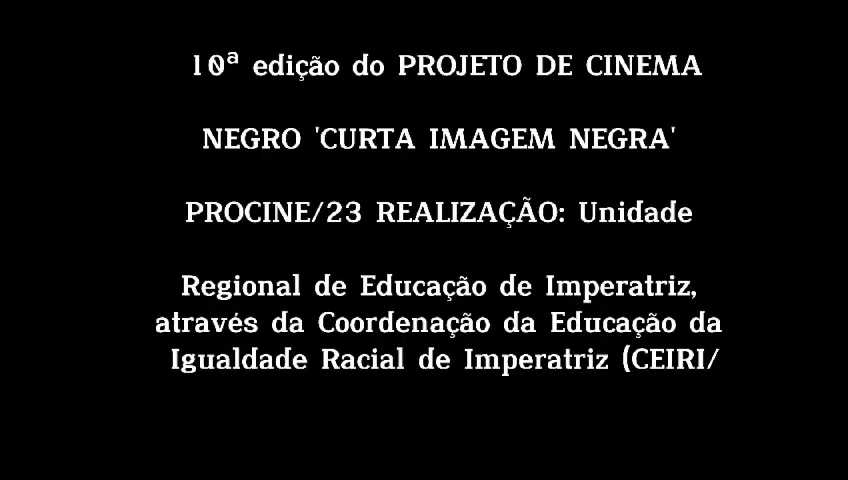 10ª edição do PROJETO DE CINEMA
NEGRO 'CURTA IMAGEM NEGRA'
PROCINE/23 REALIZAÇÃO: Unidade
Regional de Educação de Imperatriz,
através da Coordenação da Educação da
Igualdade Racial de Imperatriz (CEIRI/